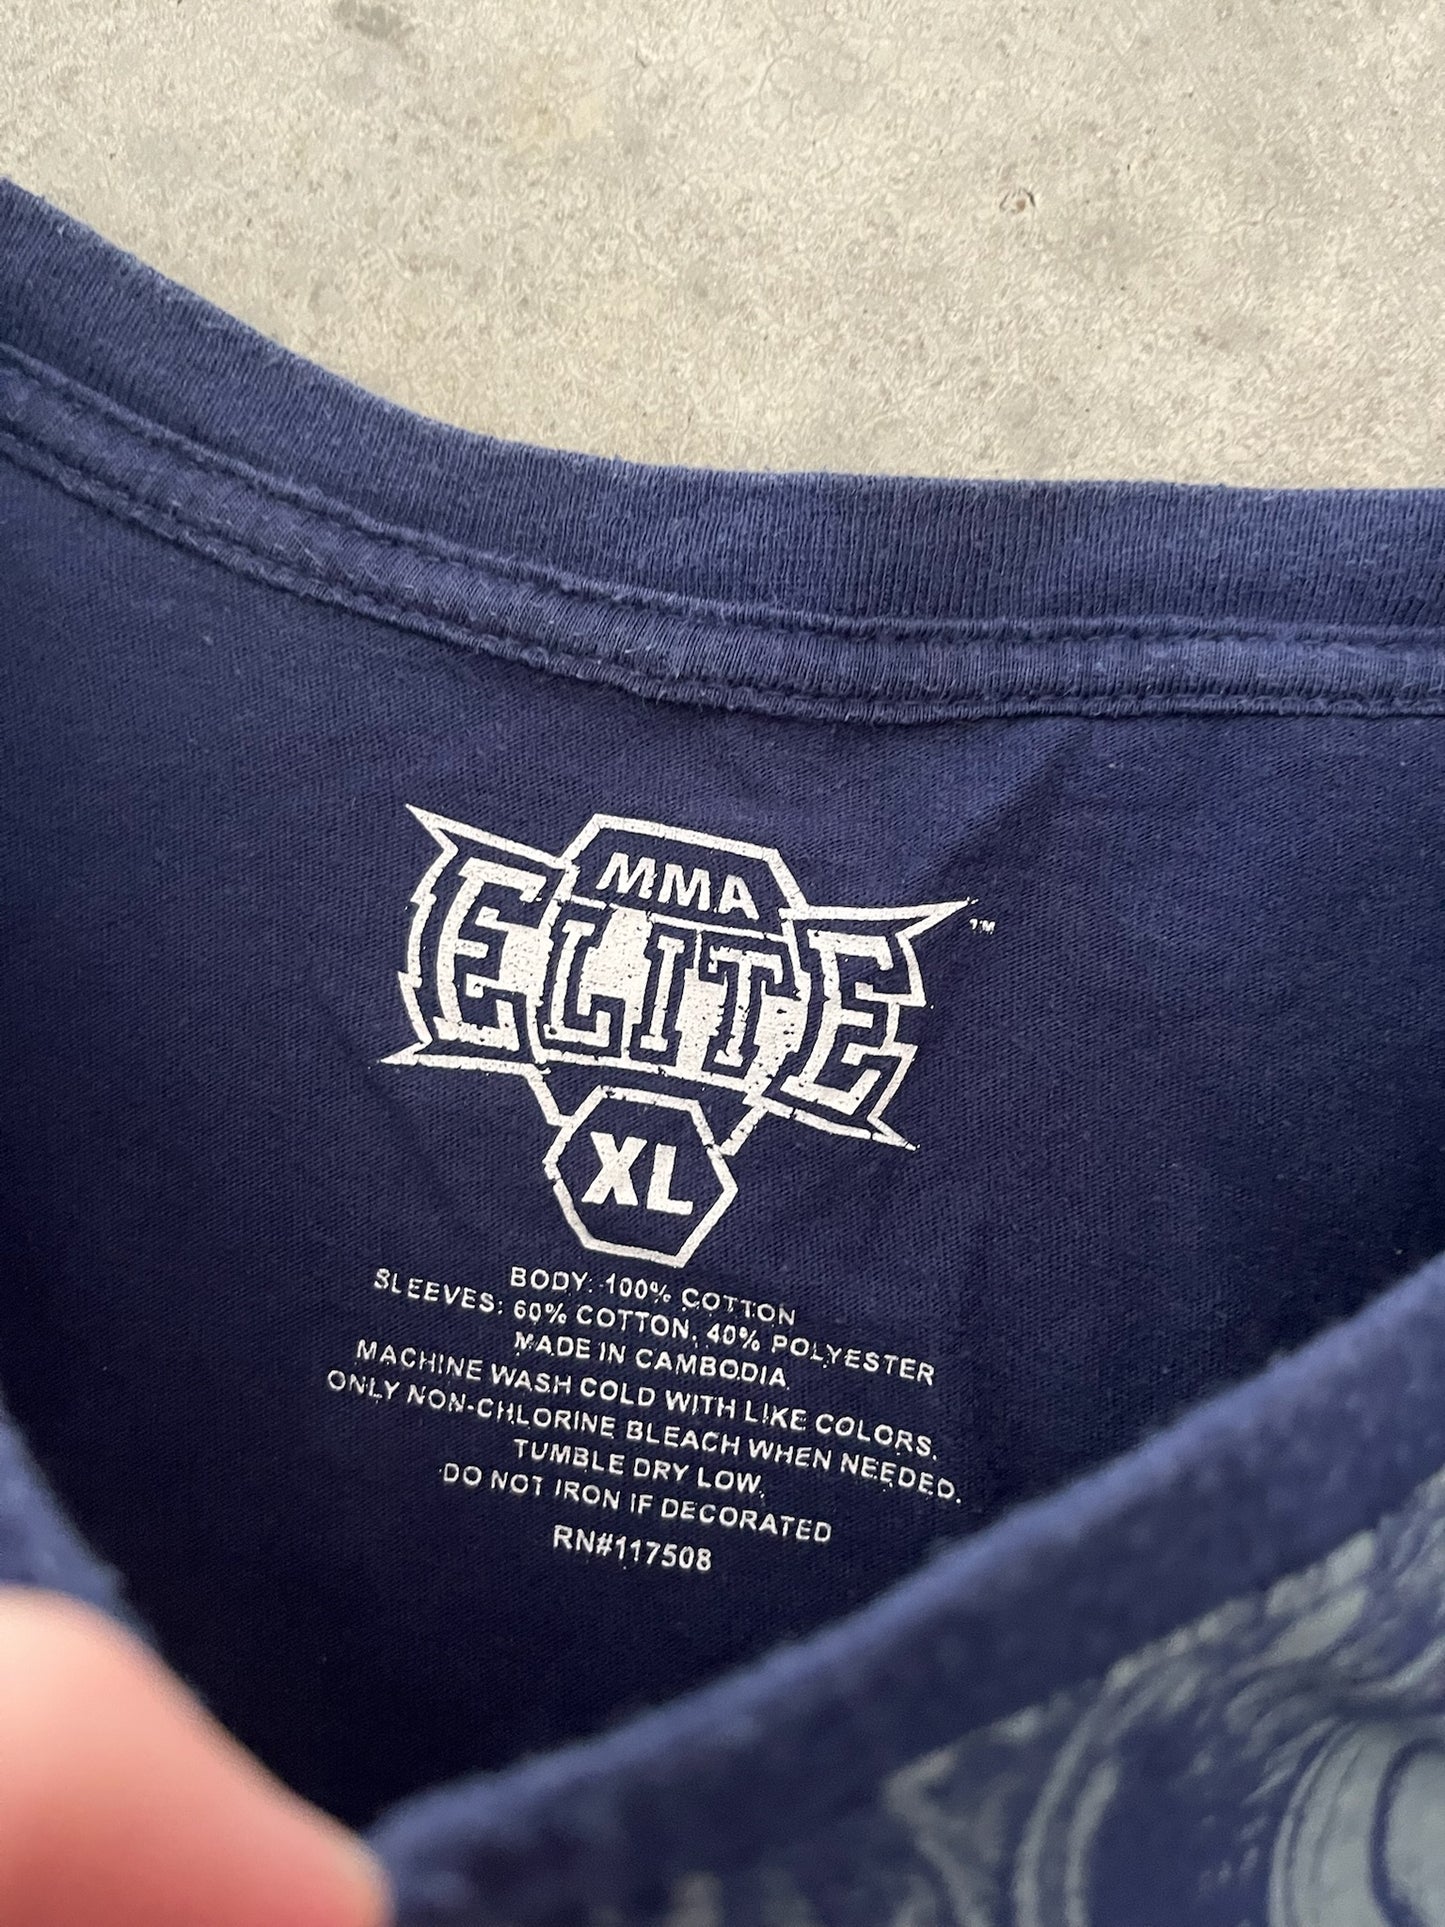 MMA
ELITE™
XL
BODY: 100% COTTON
SLEEVES: 60% COTTON, 40% POLYESTER
MADE IN CAMBODIA
MACHINE WASH COLD WITH LIKE COLORS.
ONLY NON-CHLORINE BLEACH WHEN NEEDED.
TUMBLE DRY LOW.
DO NOT IRON IF DECORATED
RN#117508